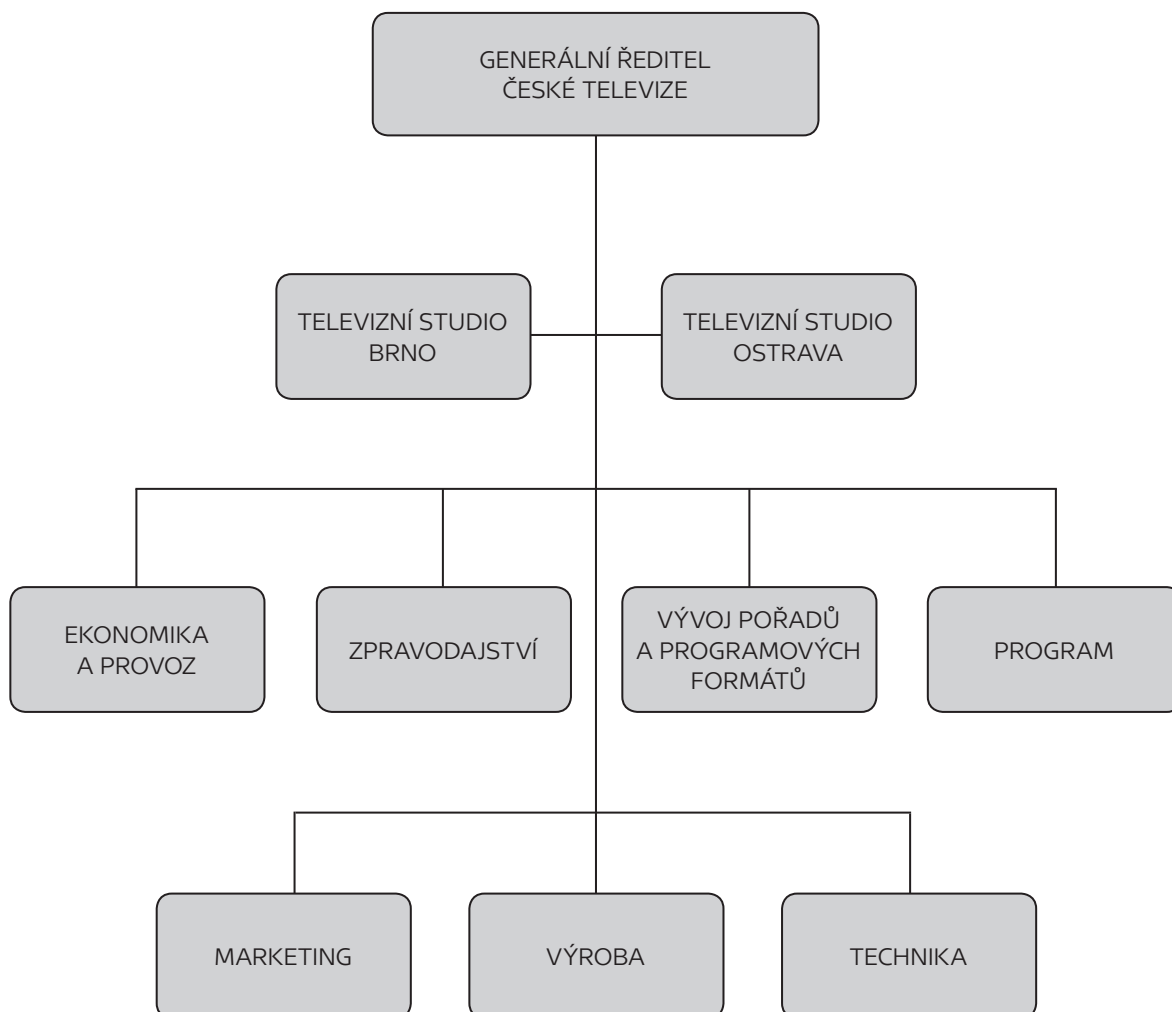 GENERÁLNÍ ŘEDITEL
ČESKÉ TELEVIZE
TELEVIZNÍ STUDIO
BRNO
TELEVIZNÍ STUDIO
OSTRAVA
EKONOMIKA
A PROVOZ
ZPRAVODAJSTVÍ
VÝVOJ POŘADŮ
A PROGRAMOVÝCH
FORMÁTŮ
PROGRAM
MARKETING
VÝROBA
TECHNIKA